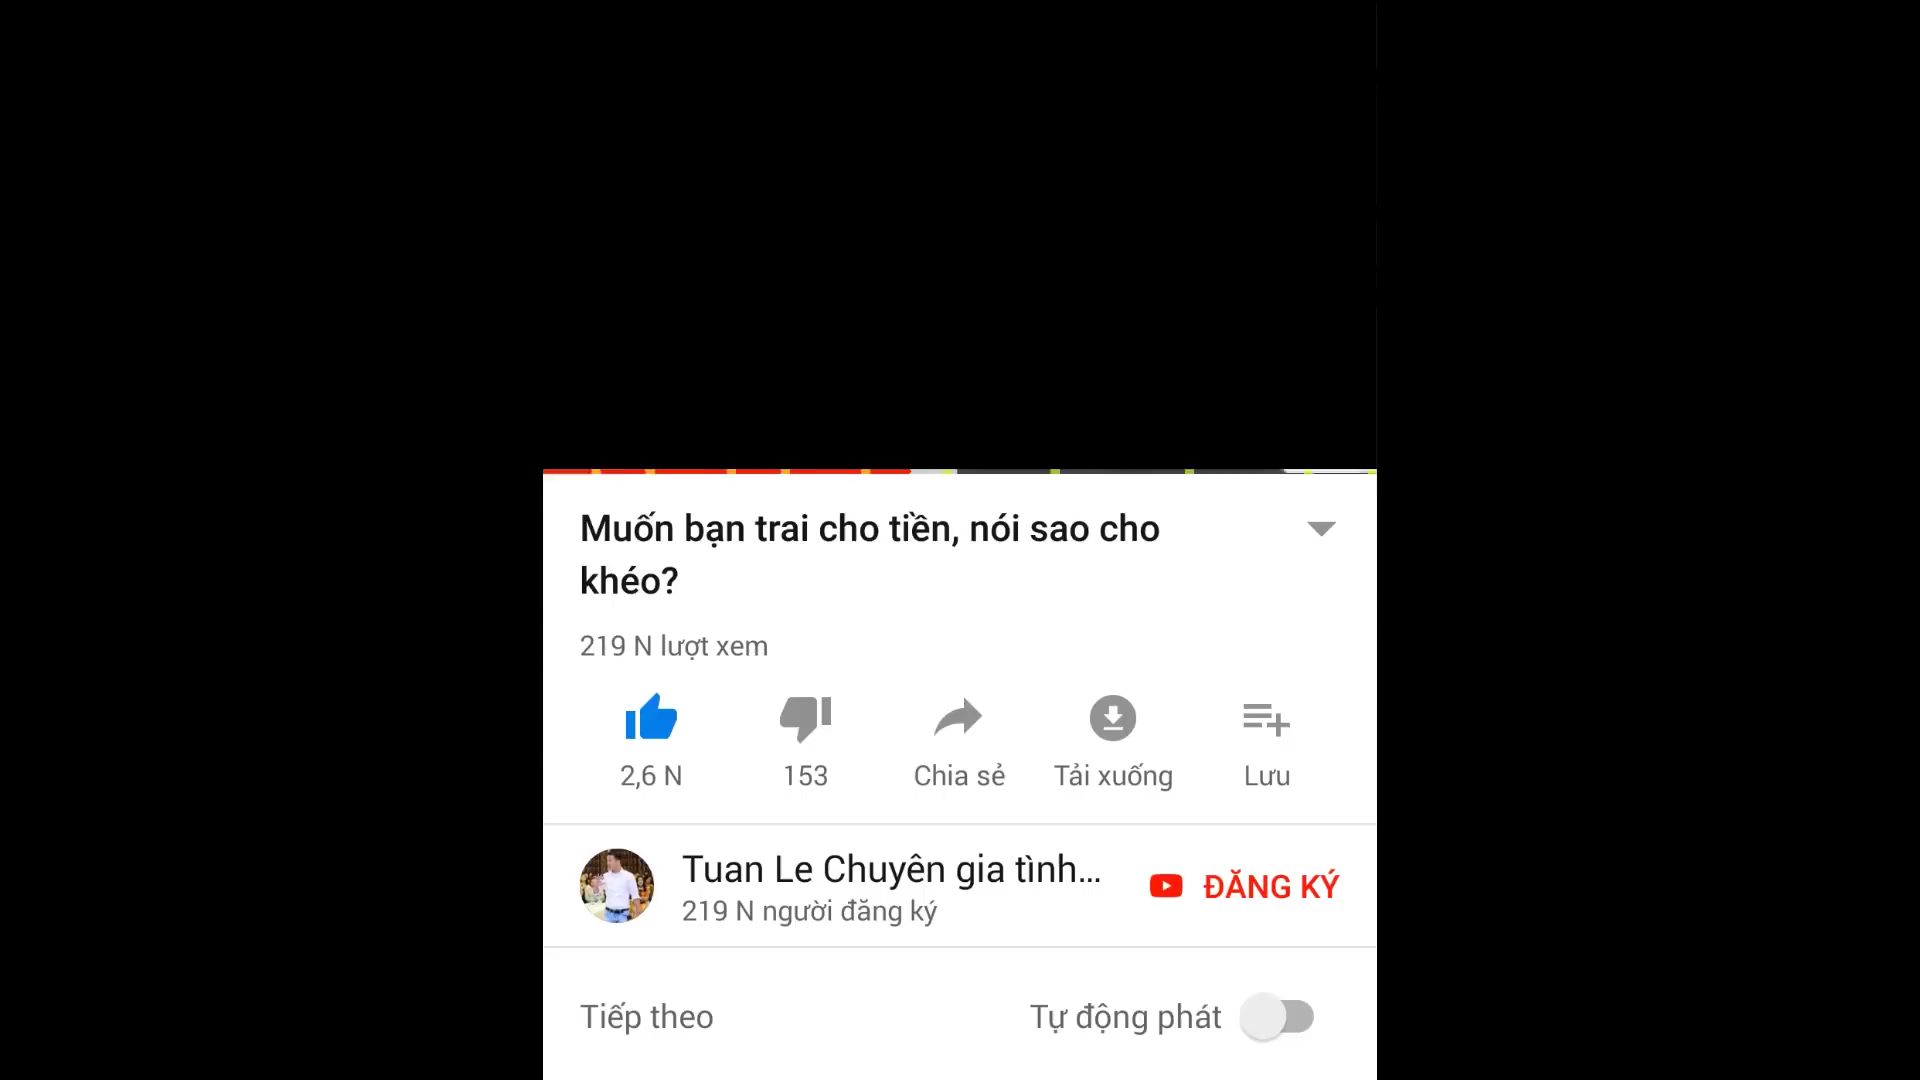 Muốn bạn trai cho tiền, nói sao cho
khéo?
219 N lượt xem
2,6 N
153
Chia sẻ
Tải xuống
Lưu
Tuan Le Chuyên gia tình...
219 N người đăng ký
ĐĂNG KÝ
Tiếp theo
Tự động phát